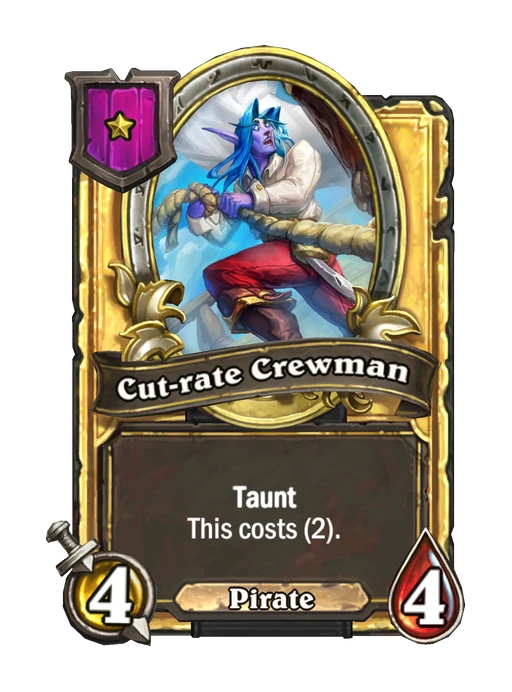 Cut-rate Crewman
Taunt
This costs (2).
4
Pirate
4